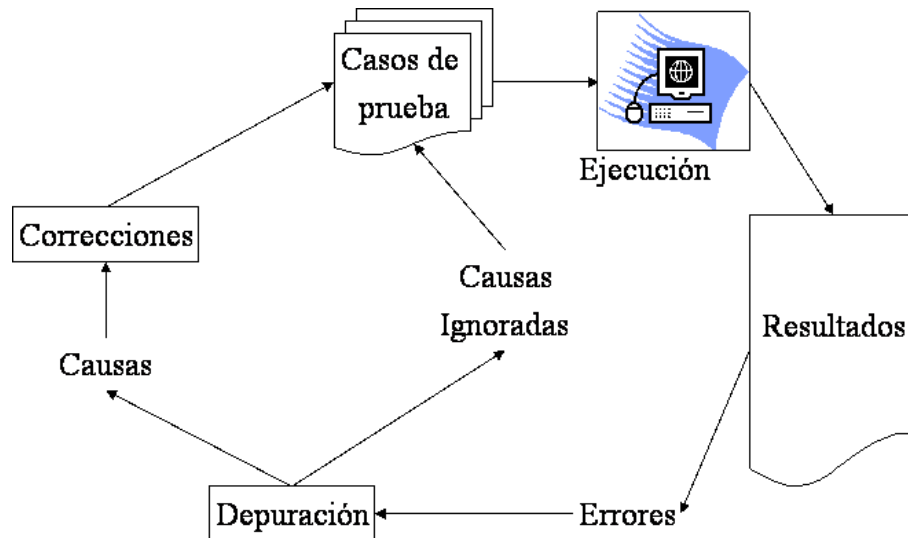 Casos de
prueba
Ejecución
Correcciones
Causas
Ignoradas
Resultados
Causas
Depuración
Errores